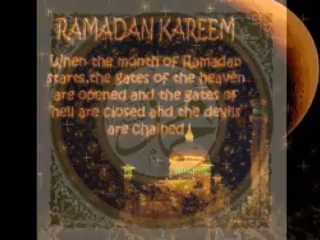 RAMADAN KAREEM
When the month of Ramadan
starts,the gates of the heaven
are opened and the gates of
hell are closed and the devils
are chained